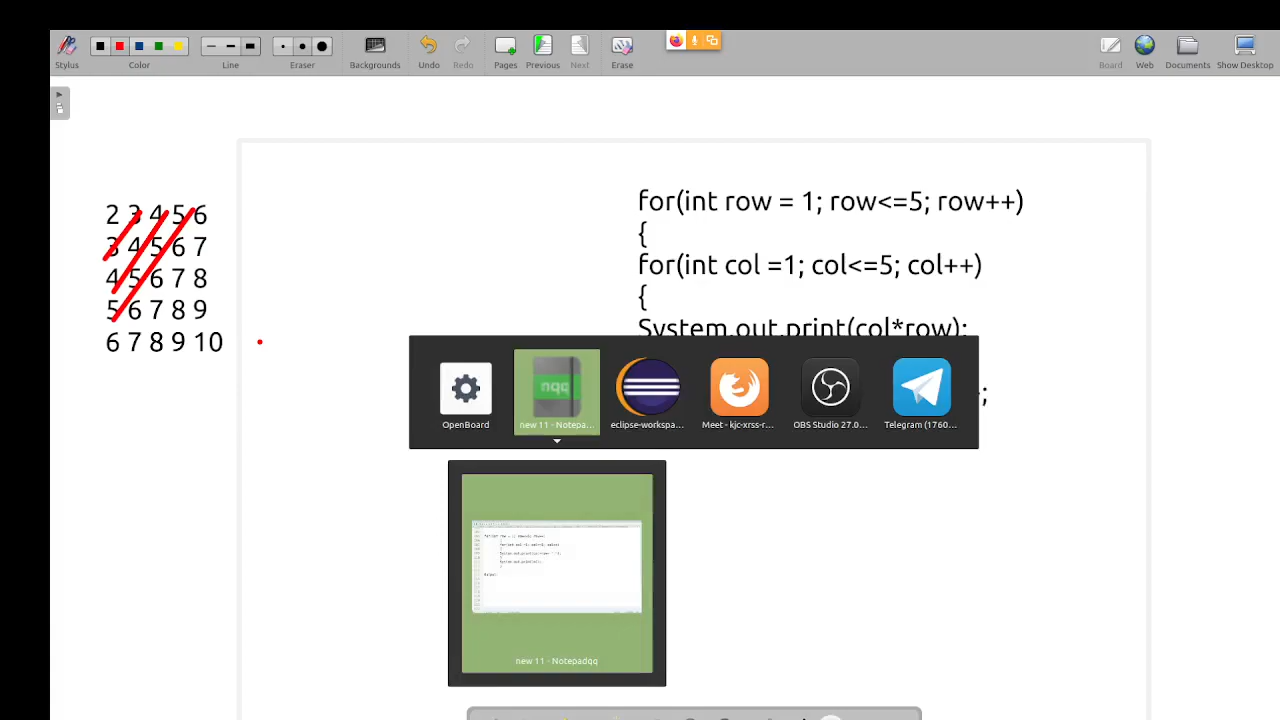 Stylus
Color
Line
Eraser
Backgrounds
Undo
Redo
Pages
Previous
Next
Erase
Board
Web
Documents
Show Desktop
2 3 4 5 6
3 4 5 6 7
4 5 6 7 8
5 6 7 8 9
6 7 8 9 10
for(int row = 1; row<=5; row++)
{
for(int col =1; col<=5; col++)
{
System.out.print(col*row);
;
nqq
OpenBoard
new 11 - Notepa...
eclipse-workspa...
Meet - kjc-xrss-r...
OBS Studio 27.0...
Telegram (1760...
new 11 - Notepadqq